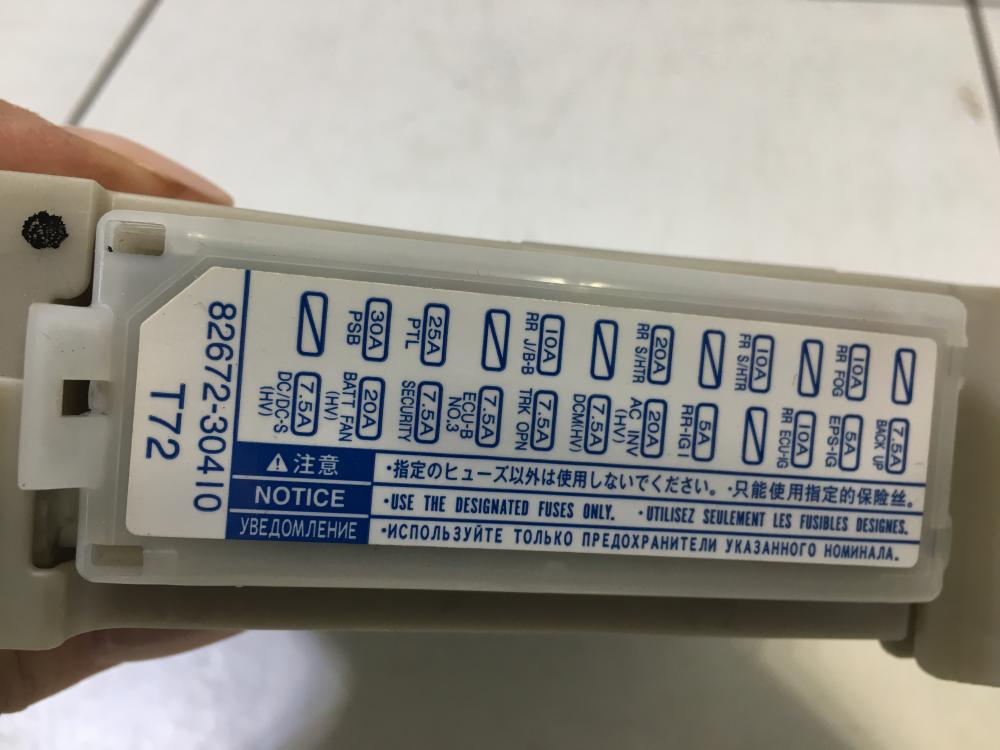 30A
PSB
25A
PTL
10A
RR J/B-B
20A
RR S/HTR
10A
FR S/HTR
10A
RR FOG
7.5A
DC/DC-S
(HV)
20A
BATT FAN
(HV)
7.5A
SECURITY
7.5A
ECU-B
NO.3
7.5A
TRK OPN
7.5A
DCM(HV)
20A
AC INV
(HV)
5A
RR-IG1
10A
RR ECU-IG
5A
EPS-IG
7.5A
BACK UP
82672-30410
T72
注意
・指定のヒューズ以外は使用しないでください。・只能使用指定的保险丝。
NOTICE
・USE THE DESIGNATED FUSES ONLY. ・UTILISEZ SEULEMENT LES FUSIBLES DESIGNES.
УВЕДОМЛЕНИЕ
・ИСПОЛЬЗУЙТЕ ТОЛЬКО ПРЕДОХРАНИТЕЛИ УКАЗАННОГО НОМИНАЛА.